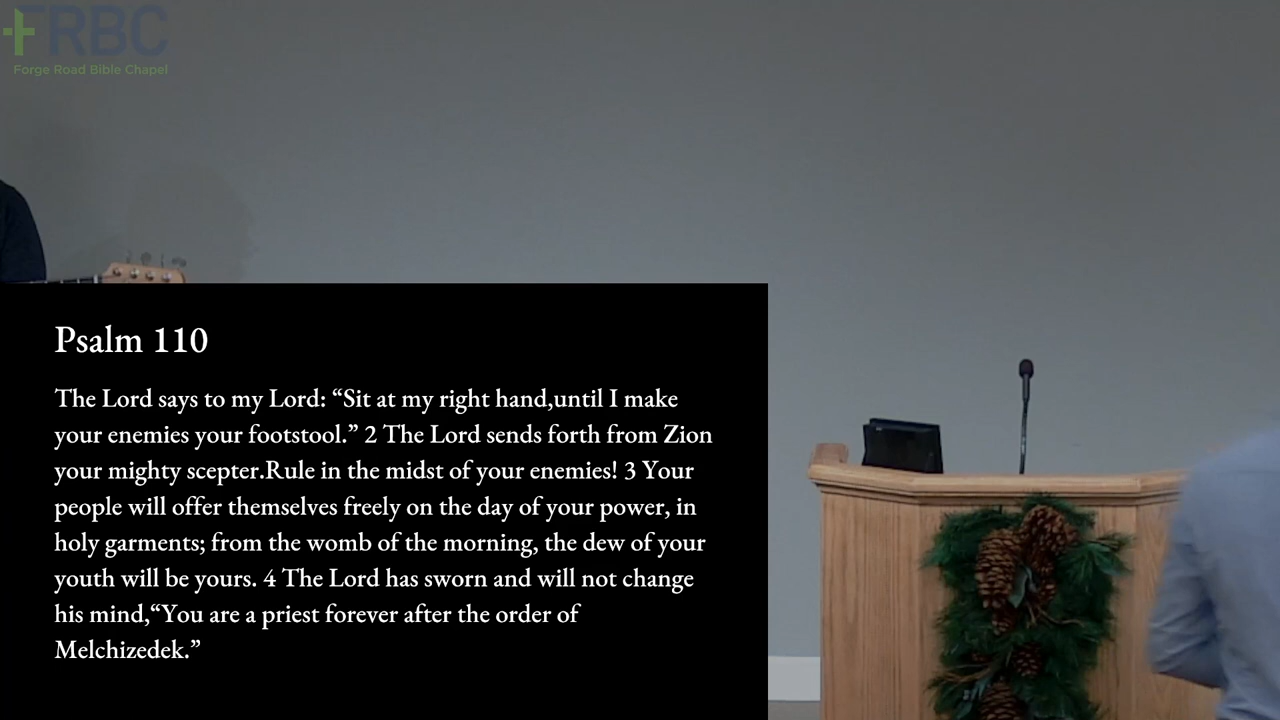 FRBC
Forge Road Bible Chapel
Psalm 110
The Lord says to my Lord: “Sit at my right hand,until I make
your enemies your footstool.” 2 The Lord sends forth from Zion
your mighty scepter.Rule in the midst of your enemies! 3 Your
people will offer themselves freely on the day of your power, in
holy garments; from the womb of the morning, the dew of your
youth will be yours. 4 The Lord has sworn and will not change
his mind,“You are a priest forever after the order of
Melchizedek.”